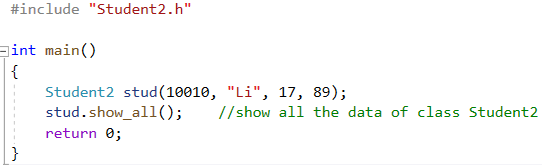 #include "Student2.h"
int main()
{
Student2 stud(10010, "Li", 17, 89);
stud.show_all();    //show all the data of class Student2
return 0;
}